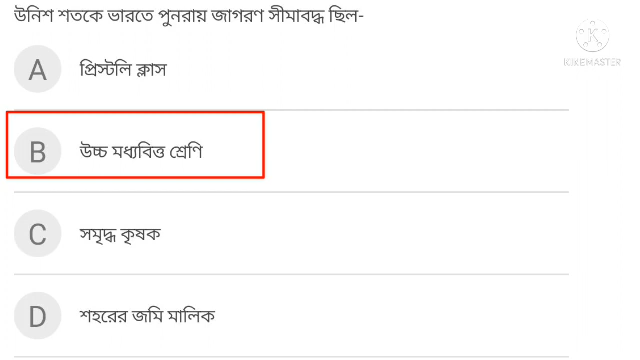 উনিশ শতকে ভারতে পুনরায় জাগরণ সীমাবদ্ধ ছিল-
A প্রিস্টলি ক্লাস
B উচ্চ মধ্যবিত্ত শ্রেণি
C সমৃদ্ধ কৃষক
D শহরের জমি মালিক
K
KINEMASTER